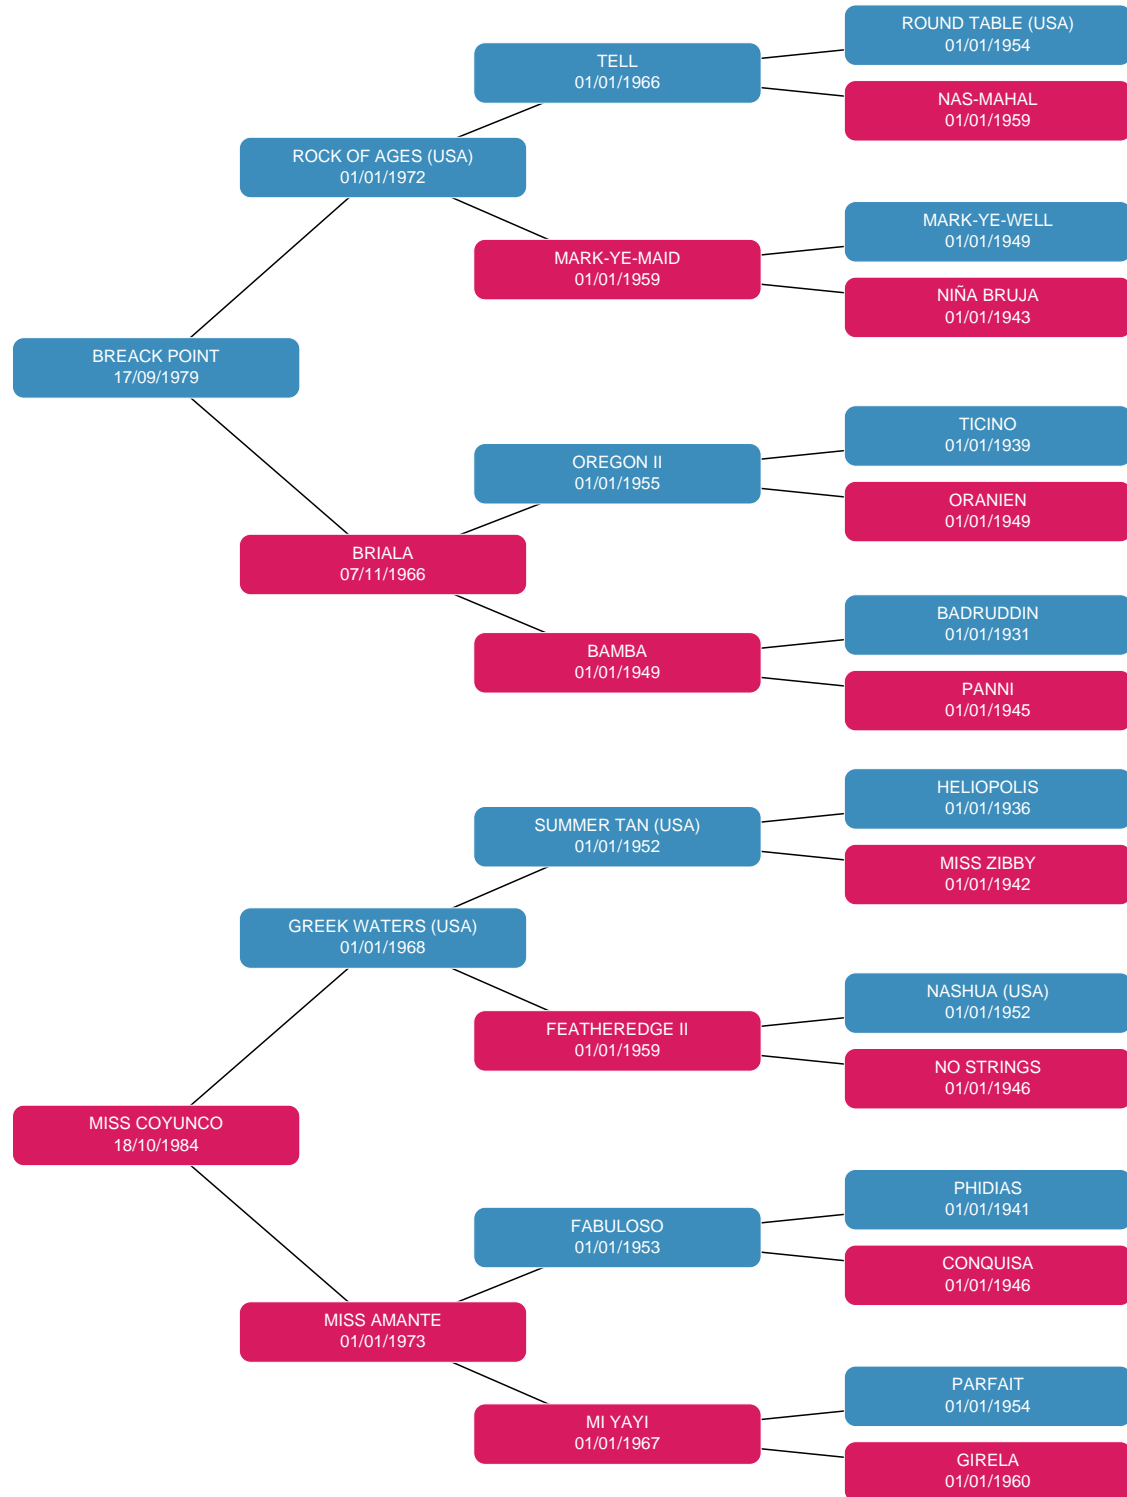 ROUND TABLE (USA)
01/01/1954
TELL
01/01/1966
NAS-MAHAL
01/01/1959
ROCK OF AGES (USA)
01/01/1972
MARK-YE-WELL
01/01/1949
MARK-YE-MAID
01/01/1959
NIÑA BRUJA
01/01/1943
BREACK POINT
17/09/1979
TICINO
01/01/1939
OREGON II
01/01/1955
ORANIEN
01/01/1949
BRIALA
07/11/1966
BADRUDDIN
01/01/1931
BAMBA
01/01/1949
PANNI
01/01/1945
HELIOPOLIS
01/01/1936
SUMMER TAN (USA)
01/01/1952
MISS ZIBBY
01/01/1942
GREEK WATERS (USA)
01/01/1968
NASHUA (USA)
01/01/1952
FEATHEREDGE II
01/01/1959
NO STRINGS
01/01/1946
MISS COYUNCO
18/10/1984
PHIDIAS
01/01/1941
FABULOSO
01/01/1953
CONQUISA
01/01/1946
MISS AMANTE
01/01/1973
PARFAIT
01/01/1954
MI YAYI
01/01/1967
GIRELA
01/01/1960